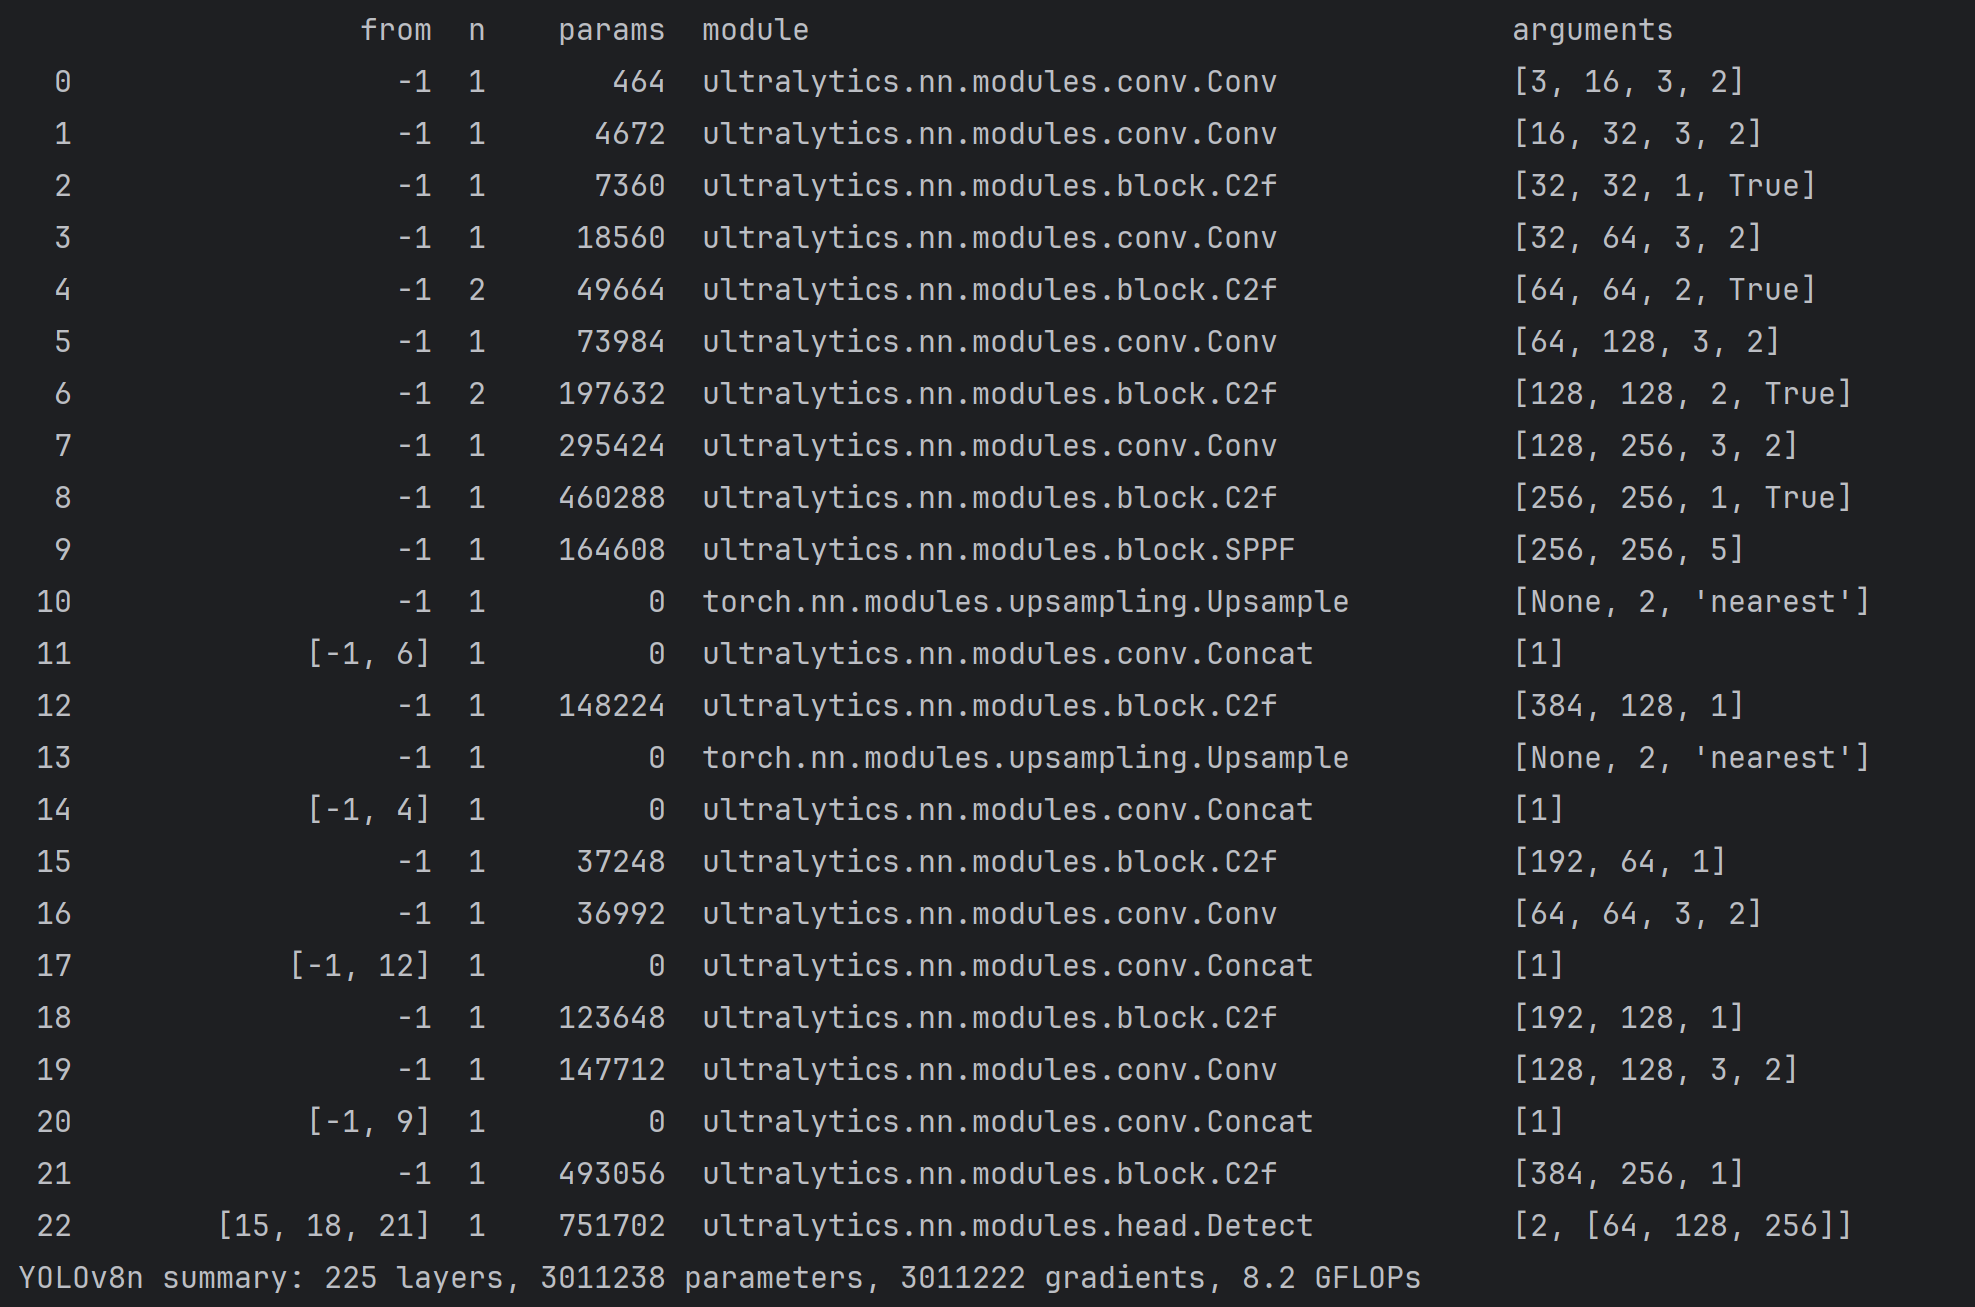 from  n    params  module                                       arguments
0                  -1  1       464  ultralytics.nn.modules.conv.Conv             [3, 16, 3, 2]
1                  -1  1      4672  ultralytics.nn.modules.conv.Conv             [16, 32, 3, 2]
2                  -1  1      7360  ultralytics.nn.modules.block.C2f             [32, 32, 1, True]
3                  -1  1     18560  ultralytics.nn.modules.conv.Conv             [32, 64, 3, 2]
4                  -1  2     49664  ultralytics.nn.modules.block.C2f             [64, 64, 2, True]
5                  -1  1     73984  ultralytics.nn.modules.conv.Conv             [64, 128, 3, 2]
6                  -1  2    197632  ultralytics.nn.modules.block.C2f             [128, 128, 2, True]
7                  -1  1    295424  ultralytics.nn.modules.conv.Conv             [128, 256, 3, 2]
8                  -1  1    460288  ultralytics.nn.modules.block.C2f             [256, 256, 1, True]
9                  -1  1    164608  ultralytics.nn.modules.block.SPPF            [256, 256, 5]
10                  -1  1         0  torch.nn.modules.upsampling.Upsample         [None, 2, 'nearest']
11             [-1, 6]  1         0  ultralytics.nn.modules.conv.Concat           [1]
12                  -1  1    148224  ultralytics.nn.modules.block.C2f             [384, 128, 1]
13                  -1  1         0  torch.nn.modules.upsampling.Upsample         [None, 2, 'nearest']
14             [-1, 4]  1         0  ultralytics.nn.modules.conv.Concat           [1]
15                  -1  1     37248  ultralytics.nn.modules.block.C2f             [192, 64, 1]
16                  -1  1     36992  ultralytics.nn.modules.conv.Conv             [64, 64, 3, 2]
17            [-1, 12]  1         0  ultralytics.nn.modules.conv.Concat           [1]
18                  -1  1    123648  ultralytics.nn.modules.block.C2f             [192, 128, 1]
19                  -1  1    147712  ultralytics.nn.modules.conv.Conv             [128, 128, 3, 2]
20             [-1, 9]  1         0  ultralytics.nn.modules.conv.Concat           [1]
21                  -1  1    493056  ultralytics.nn.modules.block.C2f             [384, 256, 1]
22        [15, 18, 21]  1    751702  ultralytics.nn.modules.head.Detect           [2, [64, 128, 256]]
YOLOv8n summary: 225 layers, 3011238 parameters, 3011222 gradients, 8.2 GFLOPs